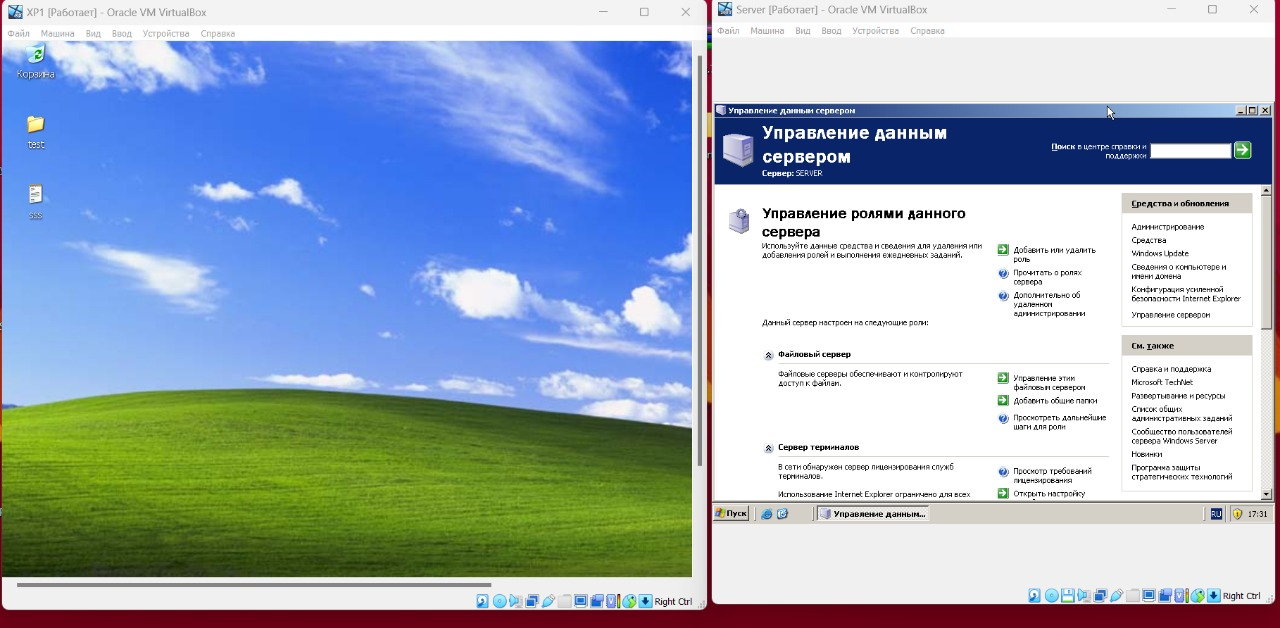 XP1 [Работает] - Oracle VM VirtualBox
Файл Машина Вид Ввод Устройства Справка
Корзина
test
sss
Right Ctrl
Server [Работает] - Oracle VM VirtualBox
Файл Машина Вид Ввод Устройства Справка
Управление данным сервером
Управление данным
сервером
Сервер: SERVER
Поиск в центре справки и
поддержки
Управление ролями данного
сервера
Используйте данные средства и сведения для удаления или
добавления ролей и выполнения ежедневных заданий.
Добавить или удалить
роль
Прочитать о ролях
сервера
Дополнительно об
удаленном
администрировании
Данный сервер настроен на следующие роли:
Файловый сервер
Файловые серверы обеспечивают и контролируют
доступ к файлам.
Управление этим
файловым сервером
Добавить общие папки
Просмотреть дальнейшие
шаги для роли
Сервер терминалов
В сети обнаружен сервер лицензирования служб
терминалов.
Использование Internet Explorer ограничено для всех
Просмотр требований
лицензирования
Открыть настройку
Средства и обновления
Администрирование
Средства
Windows Update
Сведения о компьютере и
имени домена
Конфигурация усиленной
безопасности Internet Explorer
Управление сервером
См. также
Справка и поддержка
Microsoft TechNet
Развертывание и ресурсы
Список общих
административных заданий
Сообщество пользователей
сервера Windows Server
Новинки
Программа защиты
стратегических технологий
Пуск
Управление данным...
RU
17:31
Right Ctrl